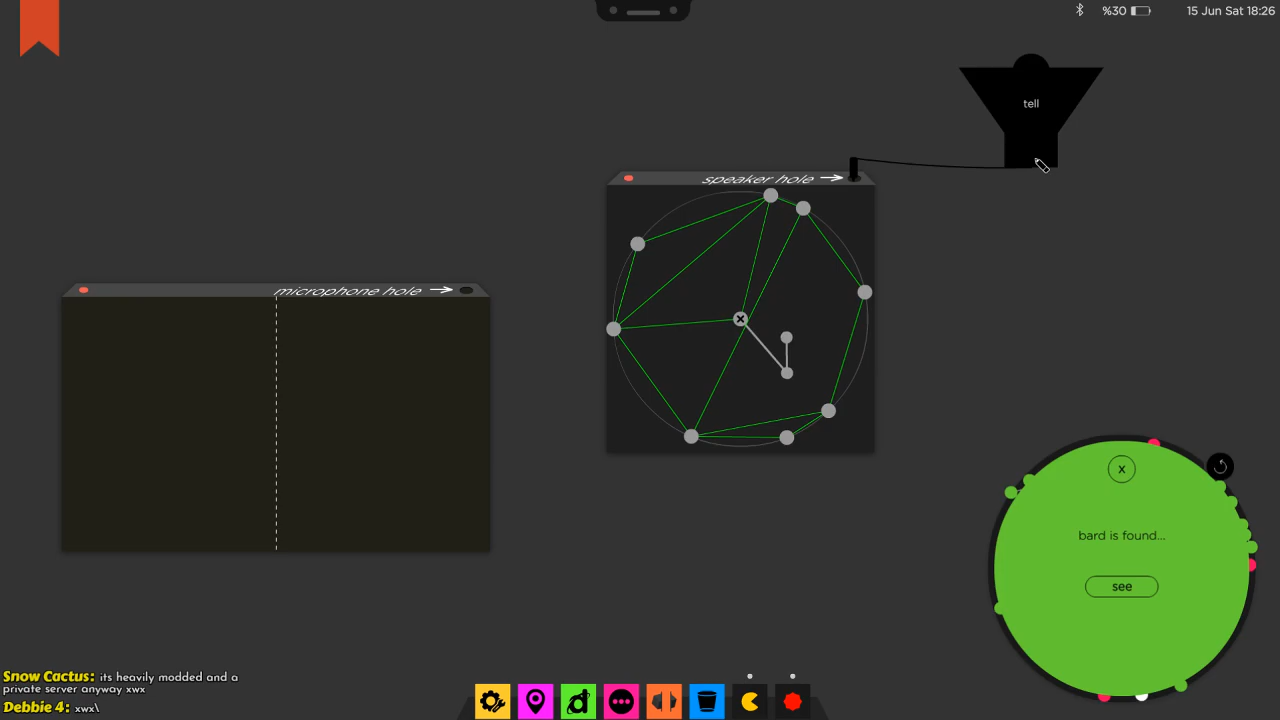 %30 15 Jun Sat 18:26
tell
speaker hole
microphone hole
x
bard is found...
see
Snow Cactus: its heavily modded and a
private server anyway xwx
Debbie 4: xwx\